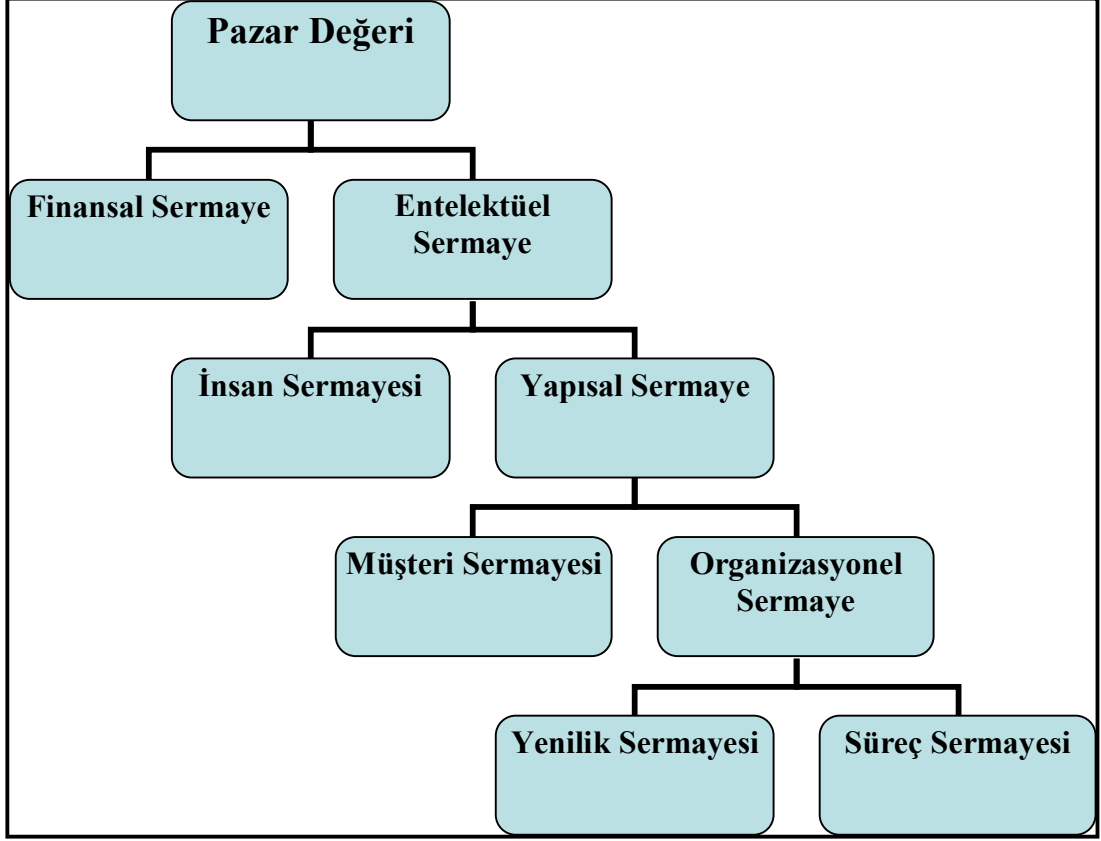 Pazar Değeri
Finansal Sermaye
Entelektüel
Sermaye
İnsan Sermayesi
Yapısal Sermaye
Müşteri Sermayesi
Organizasyonel
Sermaye
Yenilik Sermayesi
Süreç Sermayesi